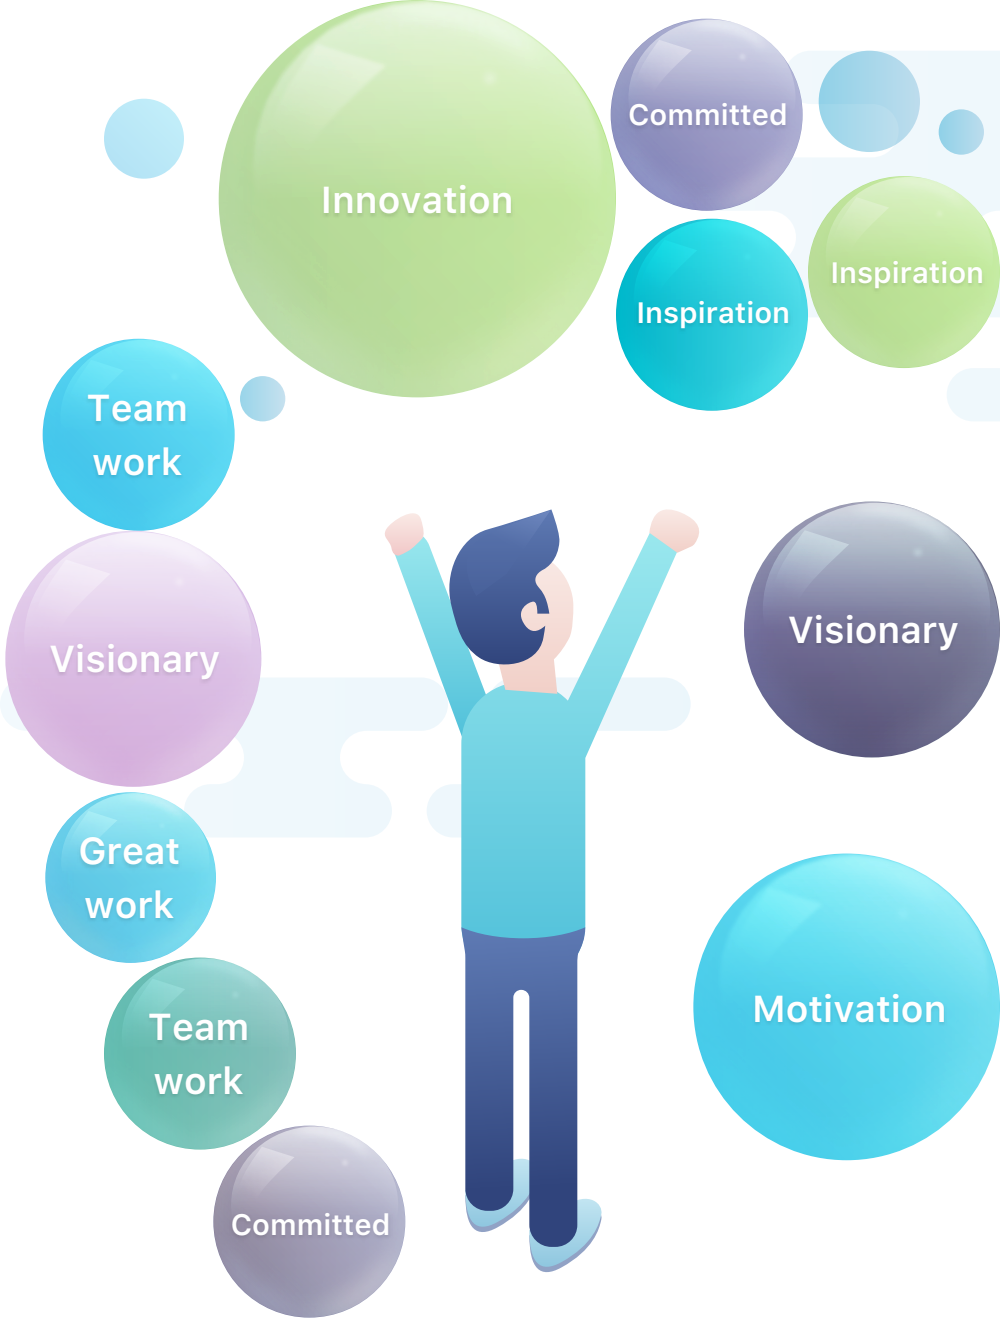 Committed
Innovation
Inspiration
Inspiration
Team
work
Visionary
Visionary
Great
work
Motivation
Team
work
Committed